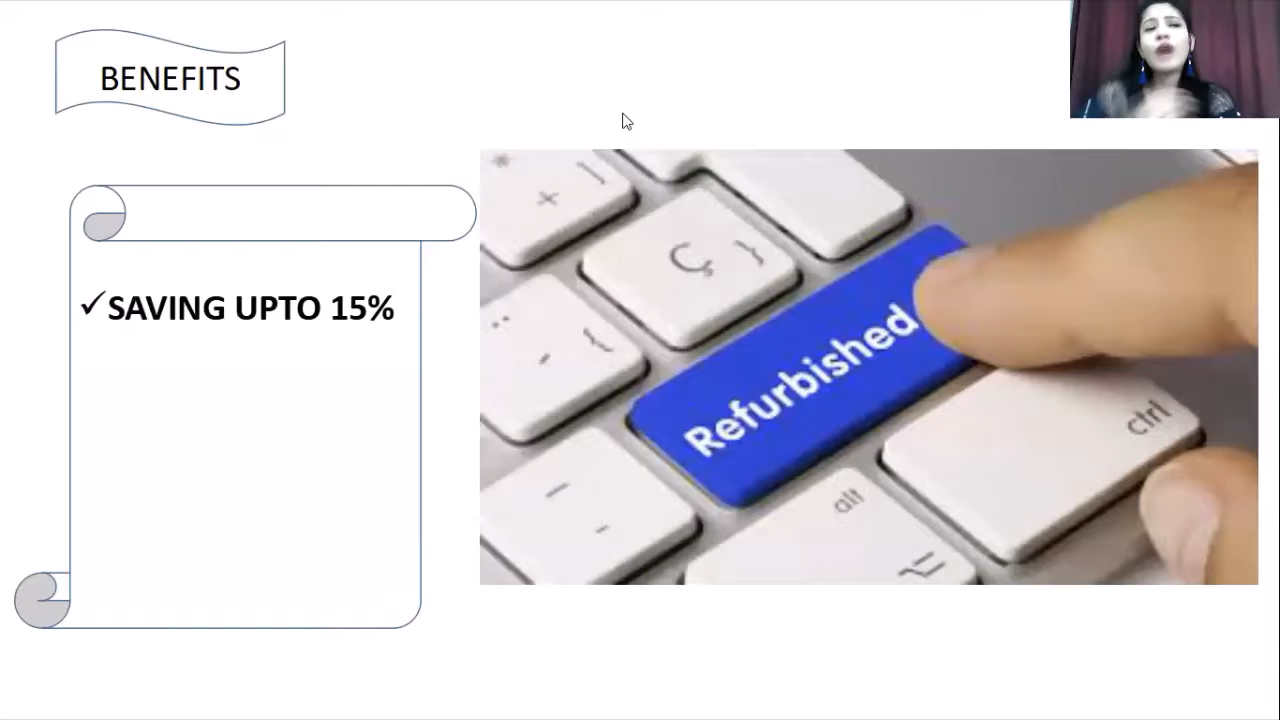 BENEFITS
✓SAVING UPTO 15%
* + ]
Ç }
¨ - {
Refurbished
ctrl
alt